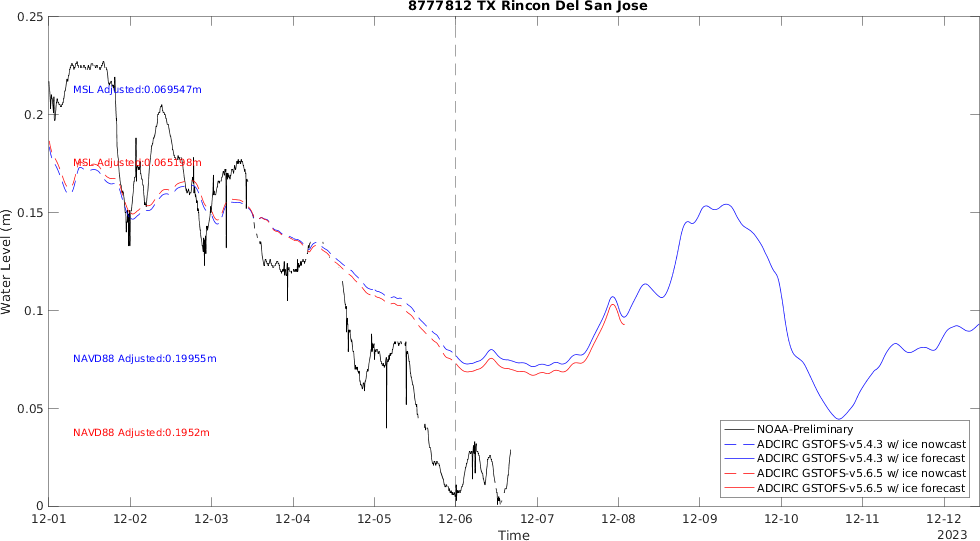 8777812 TX Rincon Del San Jose
0.25
0.2
0.15
0.1
0.05
0
Water Level (m)
MSL Adjusted:0.069547m
MSL Adjusted:0.065198m
NAVD88 Adjusted:0.19955m
NAVD88 Adjusted:0.1952m
NOAA-Preliminary
ADCIRC GSTOFS-v5.4.3 w/ ice nowcast
ADCIRC GSTOFS-v5.4.3 w/ ice forecast
ADCIRC GSTOFS-v5.6.5 w/ ice nowcast
ADCIRC GSTOFS-v5.6.5 w/ ice forecast
12-01 12-02 12-03 12-04 12-05 12-06 12-07 12-08 12-09 12-10 12-11 12-12
Time
2023